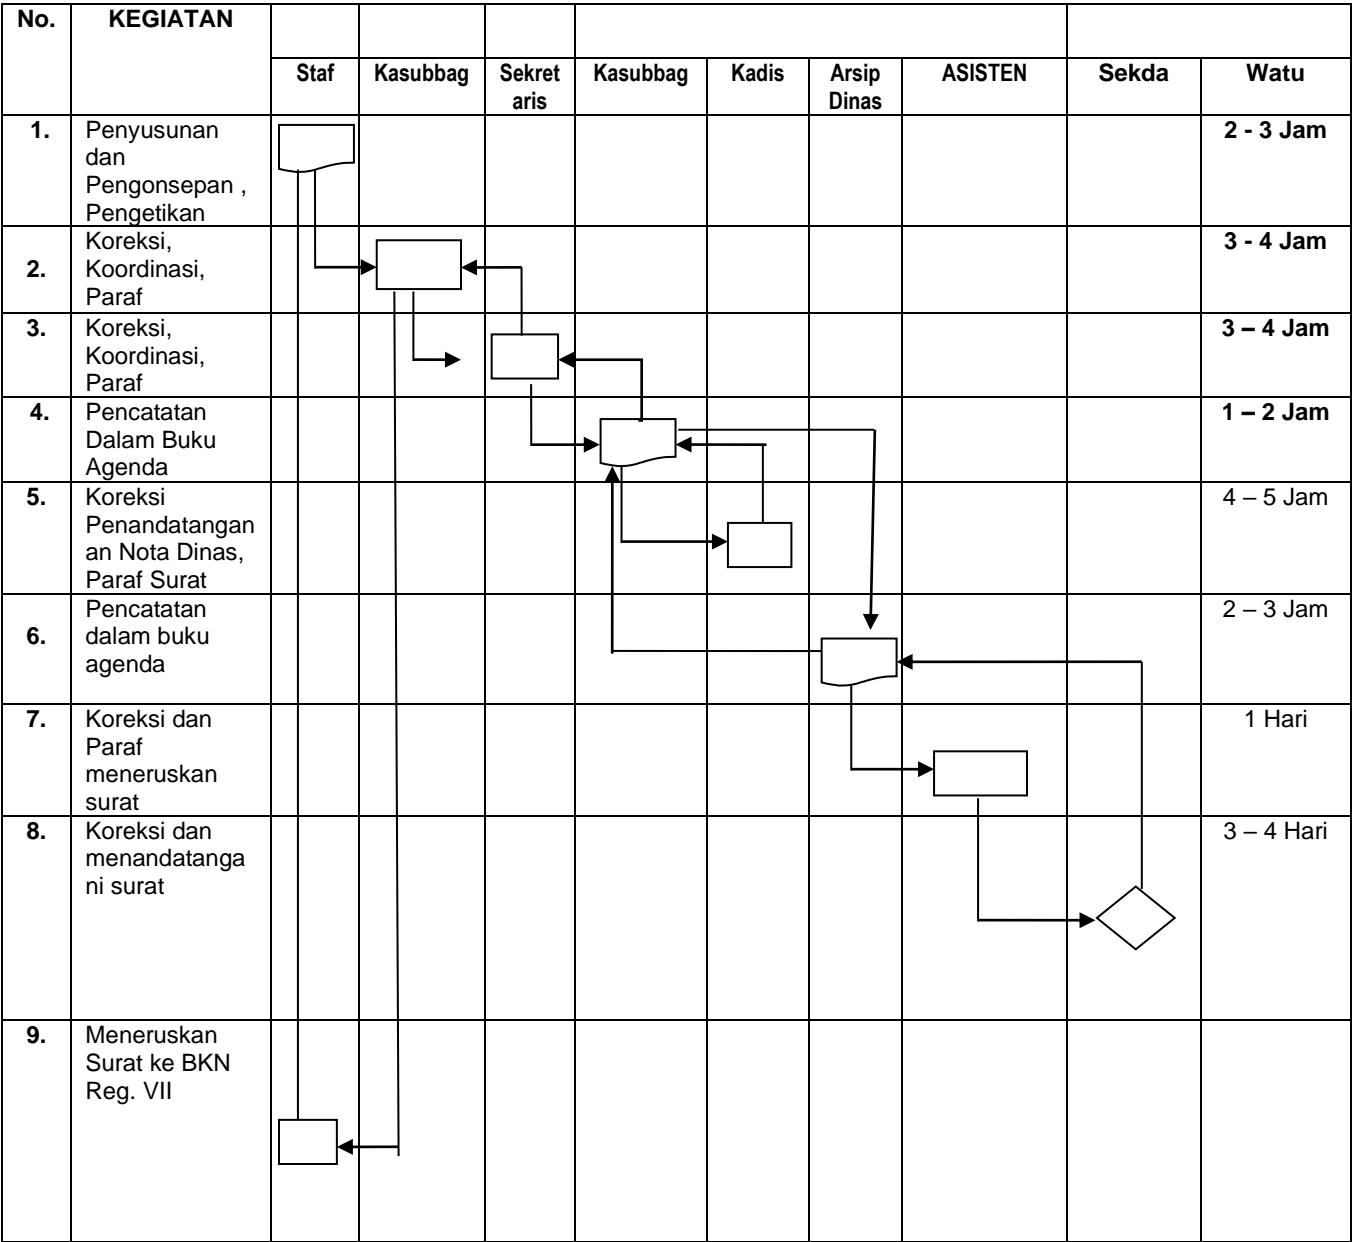 No.
KEGIATAN
Staf
Kasubbag
Sekret
aris
Kasubbag
Kadis
Arsip
Dinas
ASISTEN
Sekda
Watu
1.
Penyusunan
dan
Pengonsepan ,
Pengetikan
2 - 3 Jam
2.
Koreksi,
Koordinasi,
Paraf
3 - 4 Jam
3.
Koreksi,
Koordinasi,
Paraf
3 – 4 Jam
4.
Pencatatan
Dalam Buku
Agenda
1 – 2 Jam
5.
Koreksi
Penandatangan
an Nota Dinas,
Paraf Surat
4 – 5 Jam
6.
Pencatatan
dalam buku
agenda
2 – 3 Jam
7.
Koreksi dan
Paraf
meneruskan
surat
1 Hari
8.
Koreksi dan
menandatanga
ni surat
3 – 4 Hari
9.
Meneruskan
Surat ke BKN
Reg. VII